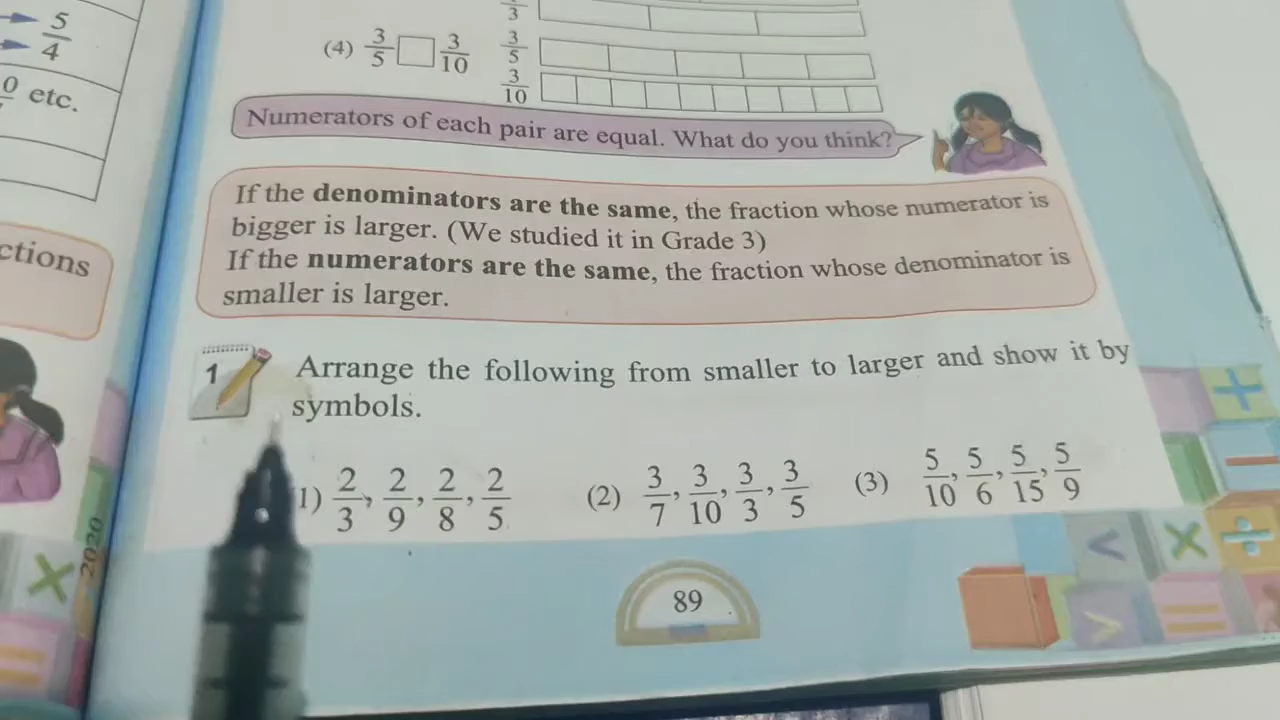 5/4
0 etc.
ctions
2020
3
(4) 3/5 □ 3/10
3/5
3/10
Numerators of each pair are equal. What do you think?
If the denominators are the same, the fraction whose numerator is
bigger is larger. (We studied it in Grade 3)
If the numerators are the same, the fraction whose denominator is
smaller is larger.
1
Arrange the following from smaller to larger and show it by
symbols.
1) 2/3, 2/9, 2/8, 2/5 (2) 3/7, 3/10, 3/3, 3/5 (3) 5/10, 5/6, 5/15, 5/9
89